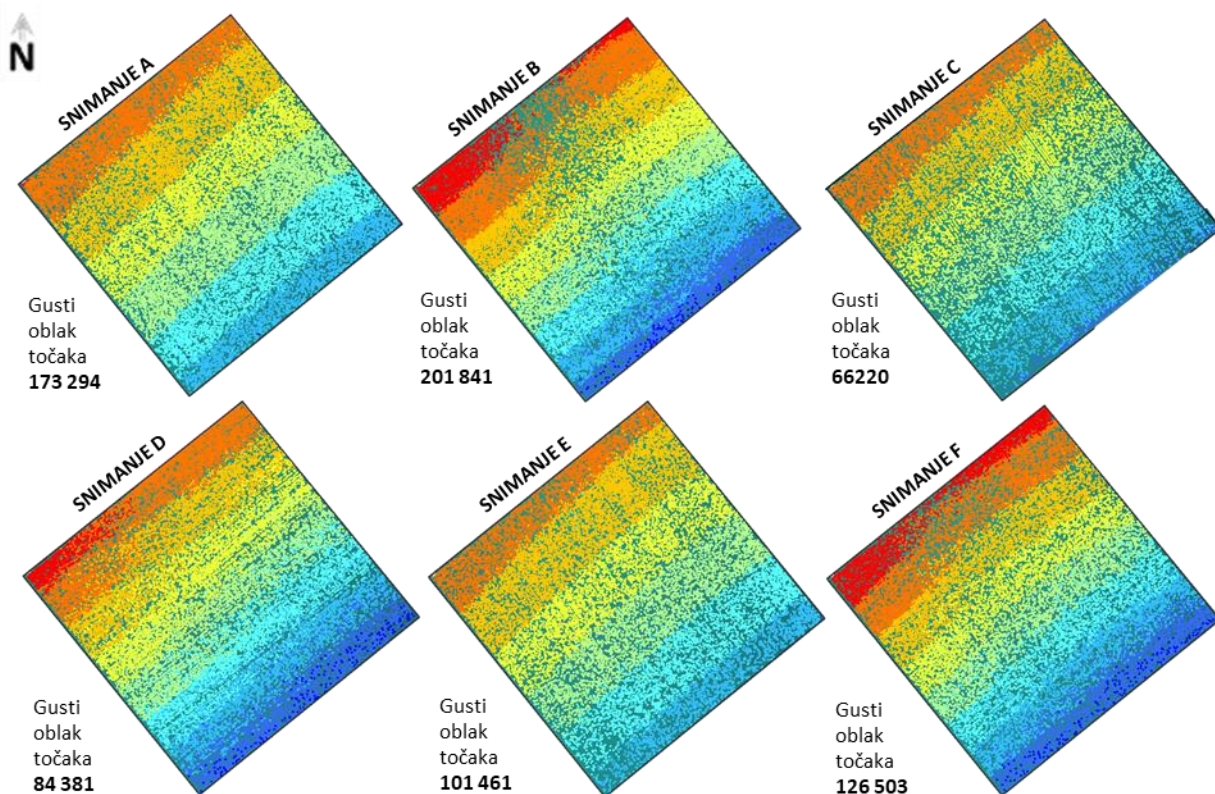 N
SNIMANJE A
Gusti
oblak
točaka
173 294
SNIMANJE B
Gusti
oblak
točaka
201 841
SNIMANJE C
Gusti
oblak
točaka
66220
SNIMANJE D
Gusti
oblak
točaka
84 381
SNIMANJE E
Gusti
oblak
točaka
101 461
SNIMANJE F
Gusti
oblak
točaka
126 503